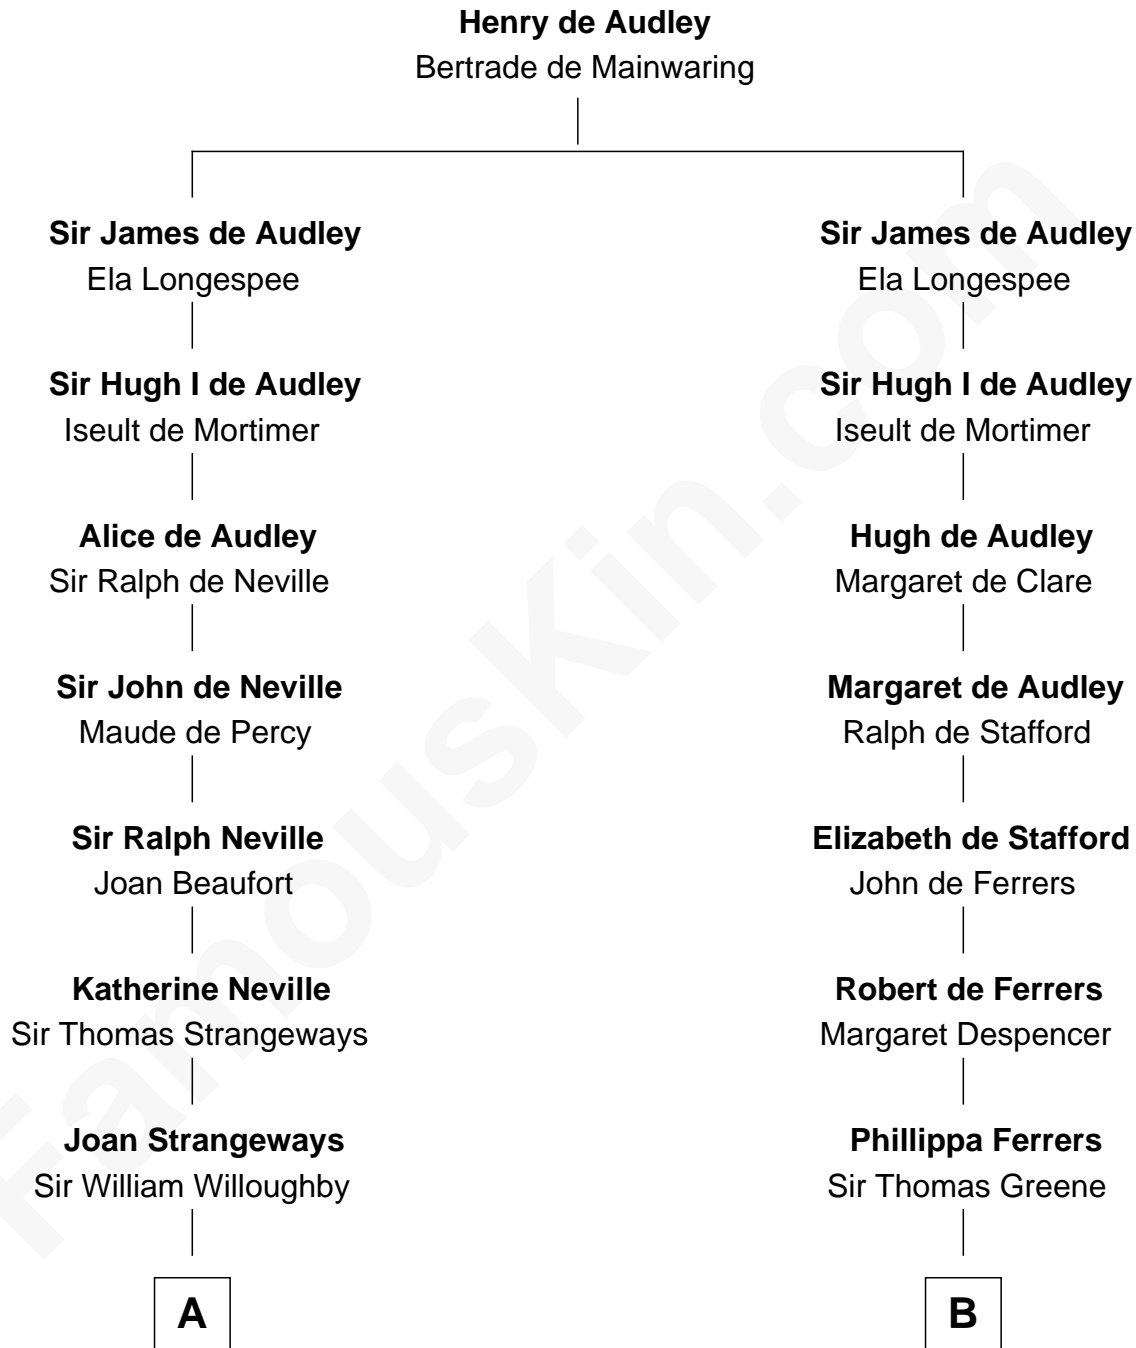 Henry de Audley
Bertrade de Mainwaring
Sir James de Audley
Ela Longespee
Sir Hugh I de Audley
Iseult de Mortimer
Alice de Audley
Sir Ralph de Neville
Sir John de Neville
Maude de Percy
Sir Ralph Neville
Joan Beaufort
Katherine Neville
Sir Thomas Strangeways
Joan Strangeways
Sir William Willoughby
A
Sir James de Audley
Ela Longespee
Sir Hugh I de Audley
Iseult de Mortimer
Hugh de Audley
Margaret de Clare
Margaret de Audley
Ralph de Stafford
Elizabeth de Stafford
John de Ferrers
Robert de Ferrers
Margaret Despencer
Phillippa Ferrers
Sir Thomas Greene
B
FamousKin.com